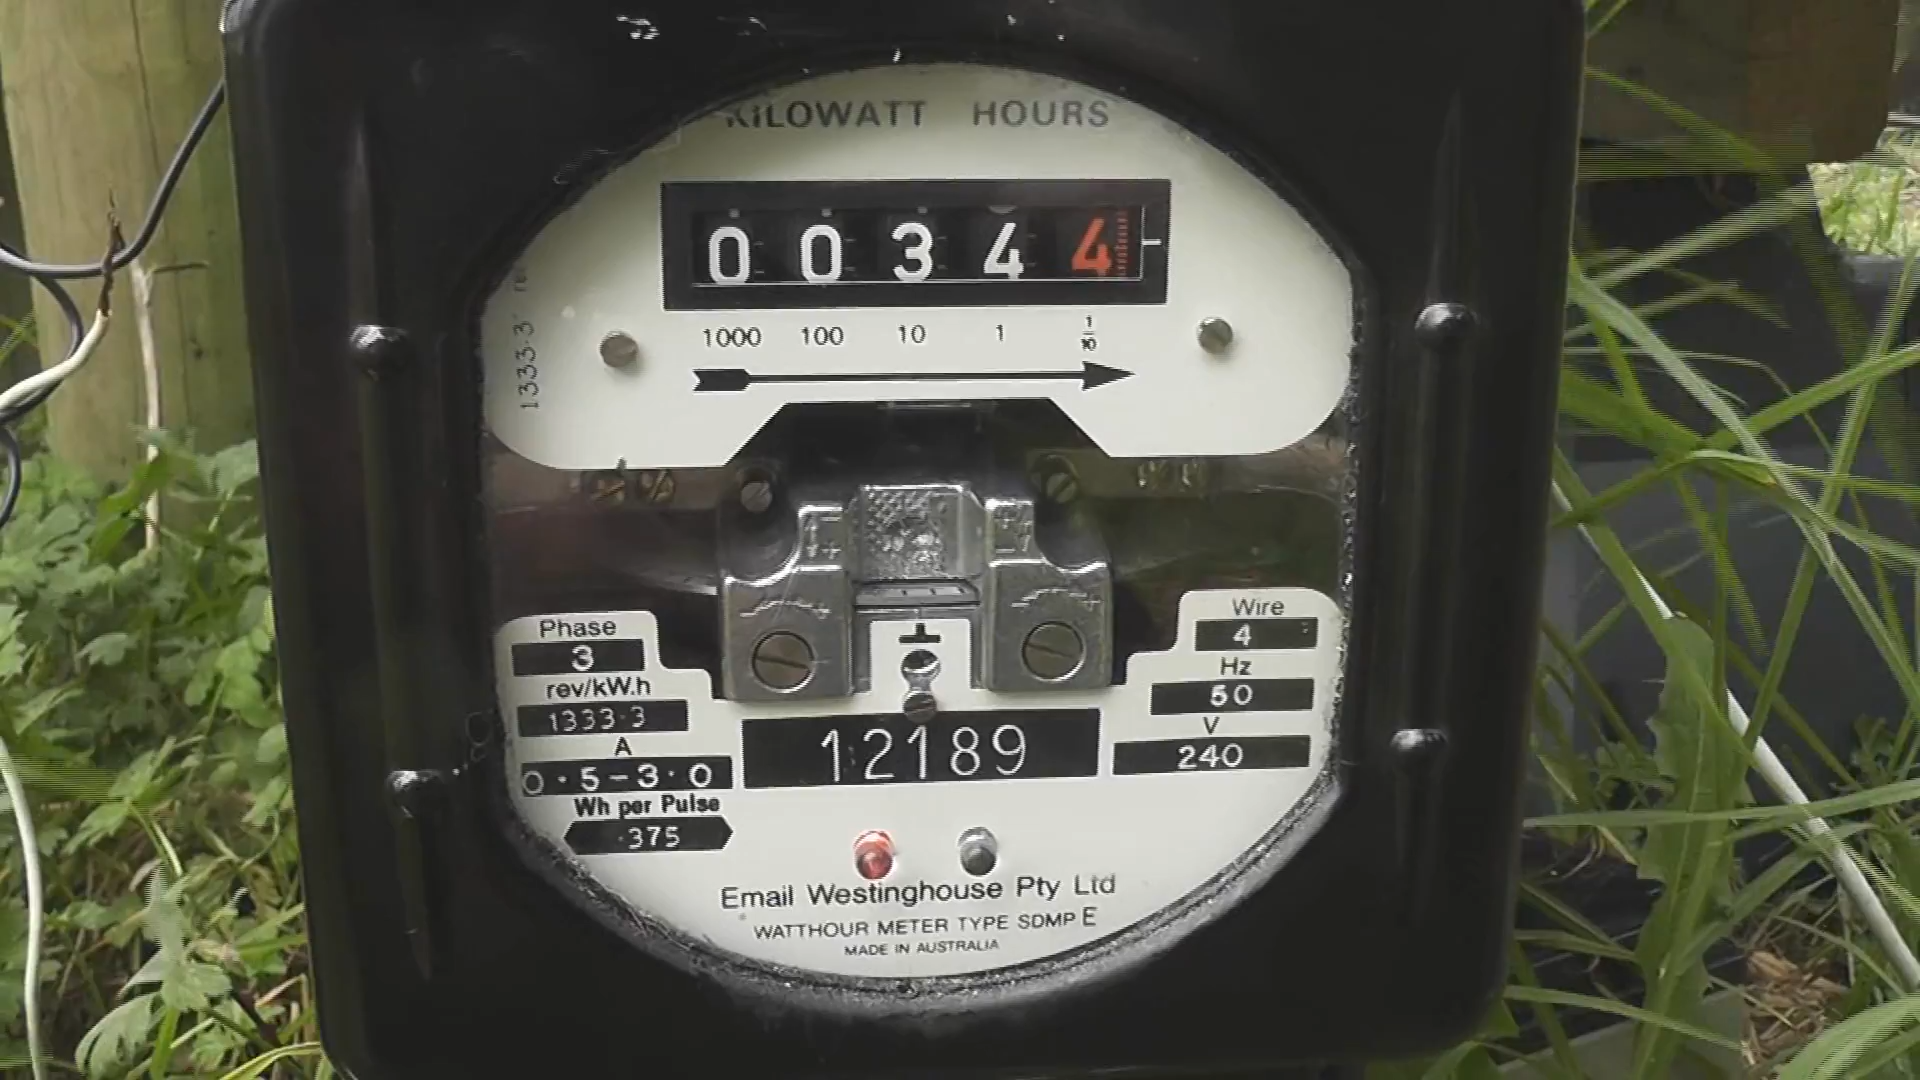 KILOWATT HOURS
0 0 3 4 4
1000 100 10 1 1/10
1333·3
Phase
3
rev/kW.h
1333·3
A
0·5-3·0
Wh per Pulse
·375
12189
Wire
4
Hz
50
V
240
Email Westinghouse Pty Ltd
WATTHOUR METER TYPE SDMP E
MADE IN AUSTRALIA